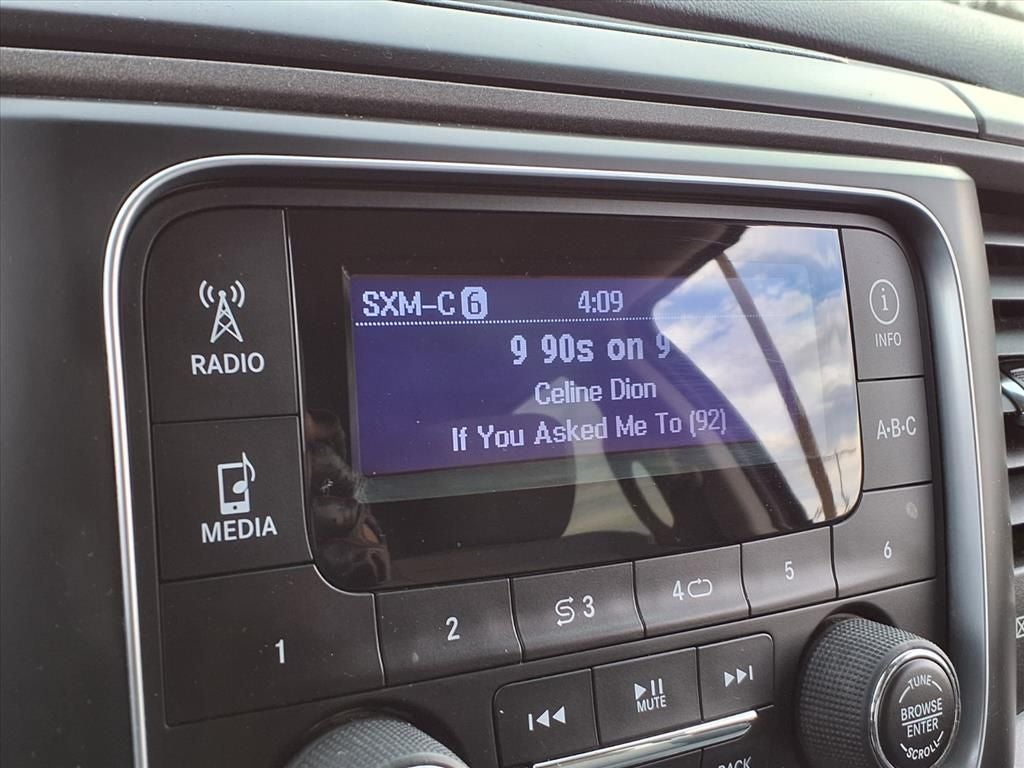 SXM-C 6 4:09
9 90s on 9
Celine Dion
If You Asked Me To (92)
RADIO
MEDIA
INFO
A·B·C
1 2 3 4 5 6
MUTE
BACK
TUNE
BROWSE
ENTER
SCROLL